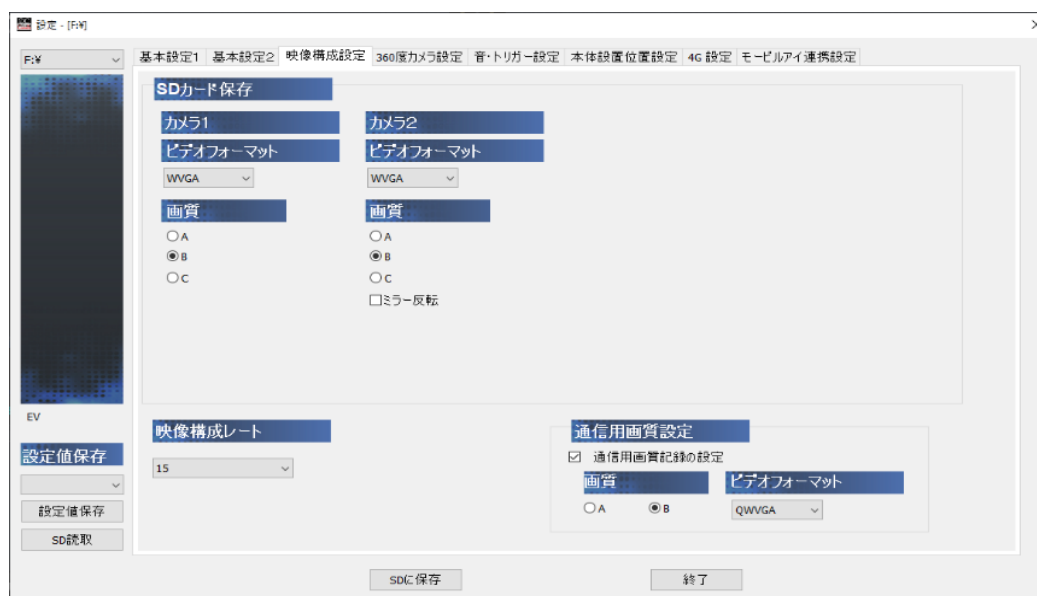 設定 - [F:¥]
F:¥
基本設定1 基本設定2 映像構成設定 360度カメラ設定 音・トリガー設定 本体設置位置設定 4G 設定 モービルアイ連携設定
SDカード保存
カメラ1 カメラ2
ビデオフォーマット ビデオフォーマット
WVGA WVGA
画質 画質
A A
B B
C C
ミラー反転
EV
映像構成レート 通信用画質設定
設定値保存
15 通信用画質記録の設定
画質 ビデオフォーマット
設定値保存 A B QWVGA
SD読取
SDに保存 終了